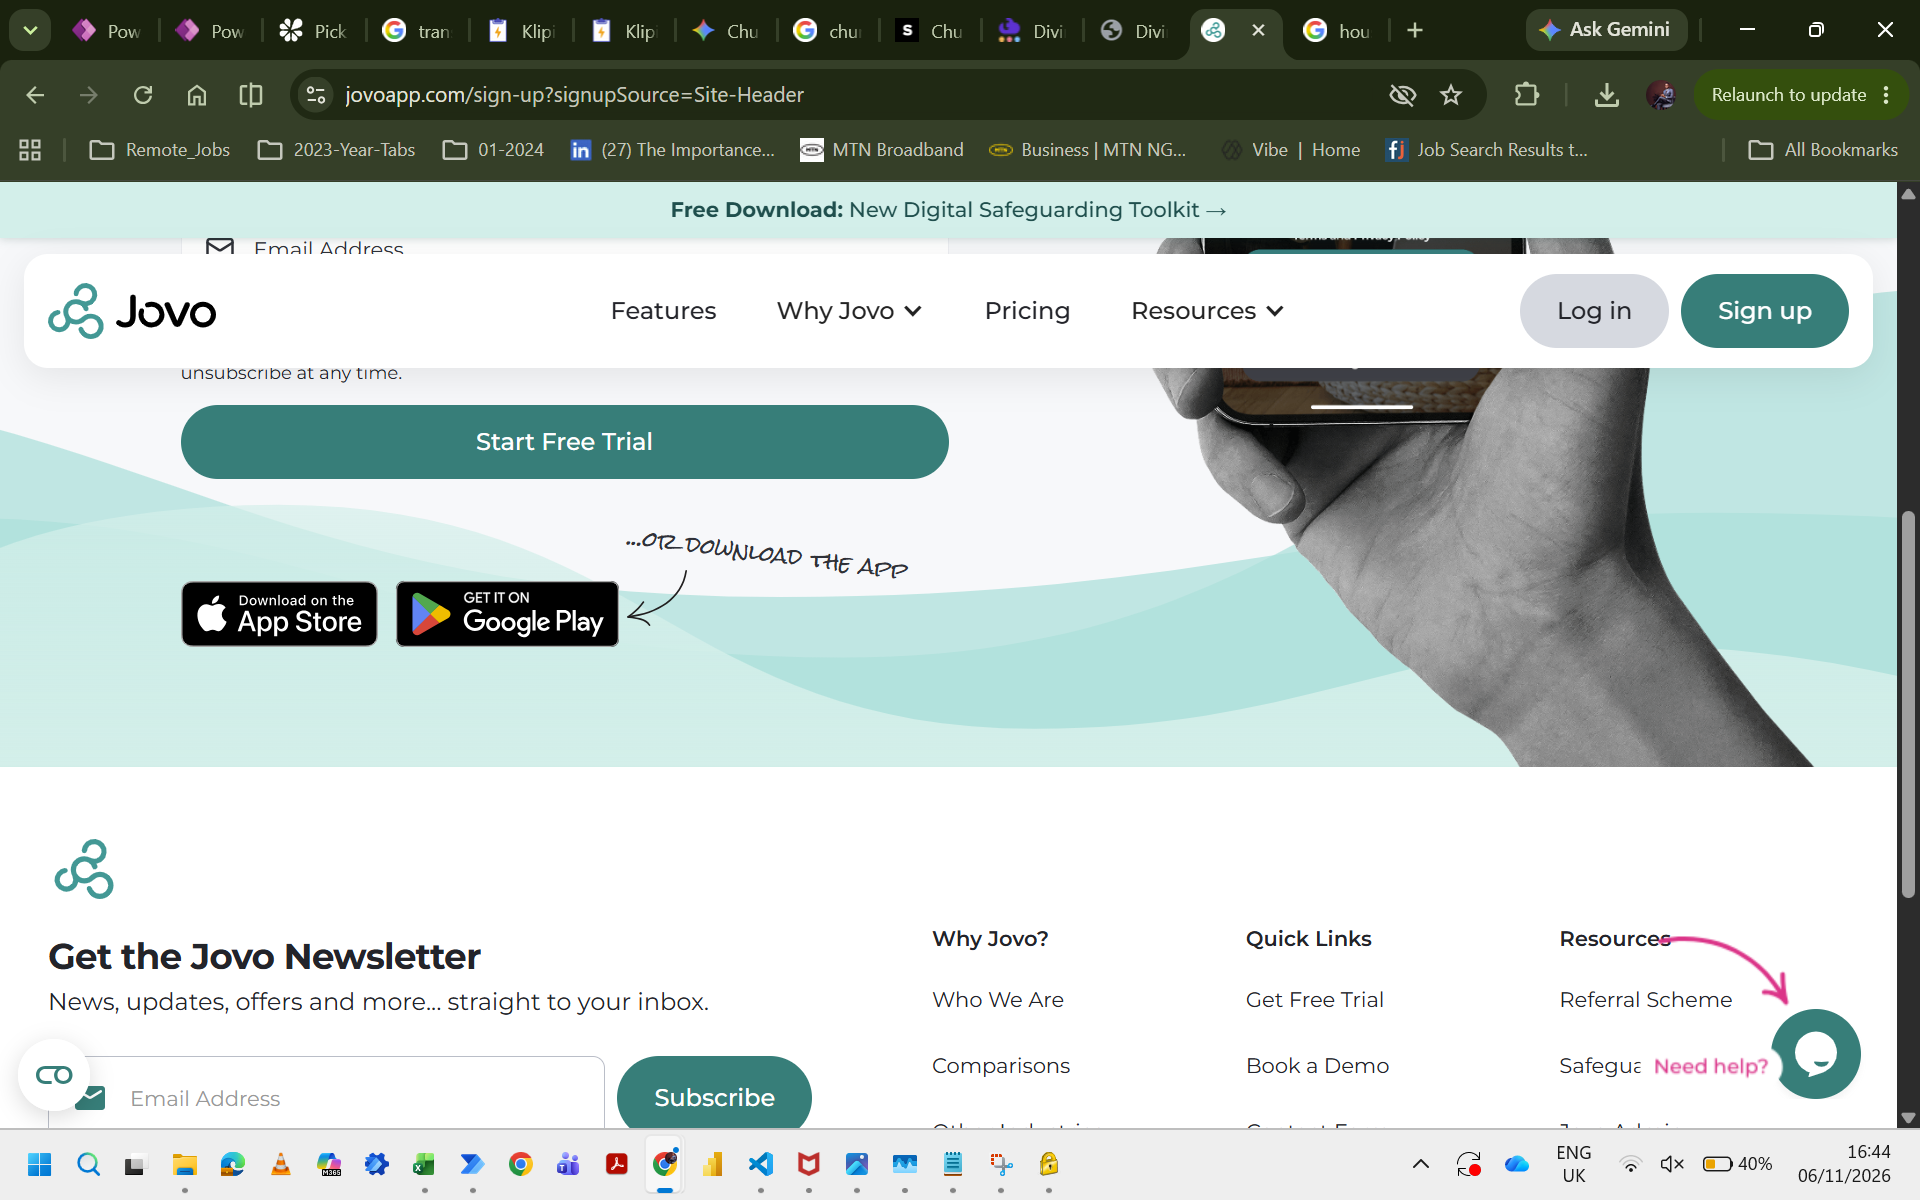 Pow
Pow
Pick
tran
Klipi
Klip
Chu
chur
Chu
Divi
Divi
hou
Ask Gemini
jovoapp.com/sign-up?signupSource=Site-Header
Relaunch to update
Remote_Jobs
2023-Year-Tabs
01-2024
(27) The Importance...
MTN Broadband
Business | MTN NG...
Vibe | Home
Job Search Results t...
All Bookmarks
Free Download: New Digital Safeguarding Toolkit →
Email Address
Jovo
Features
Why Jovo
Pricing
Resources
Log in
Sign up
unsubscribe at any time.
Start Free Trial
...OR DOWNLOAD THE APP
Download on the
App Store
GET IT ON
Google Play
Get the Jovo Newsletter
News, updates, offers and more... straight to your inbox.
Email Address
Subscribe
Why Jovo?
Who We Are
Comparisons
Quick Links
Get Free Trial
Book a Demo
Resources
Referral Scheme
Safegua
Need help?
ENG
UK
40%
16:44
06/11/2026